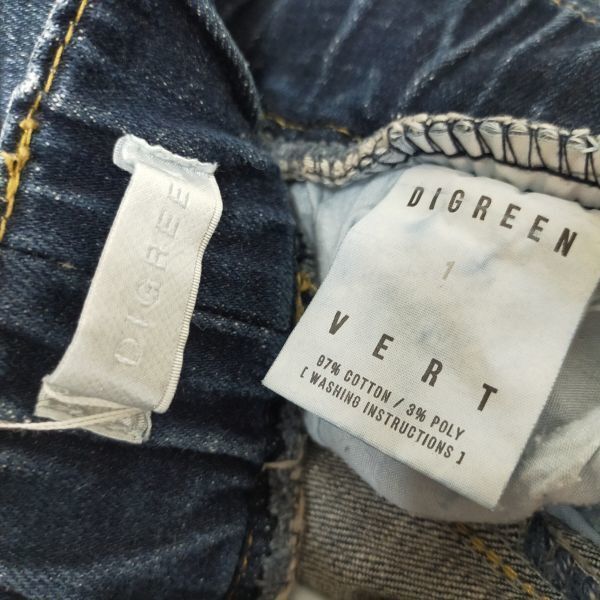 DIGREE
DIGREEN
1
VERT
97% COTTON / 3% POLY
[ WASHING INSTRUCTIONS ]